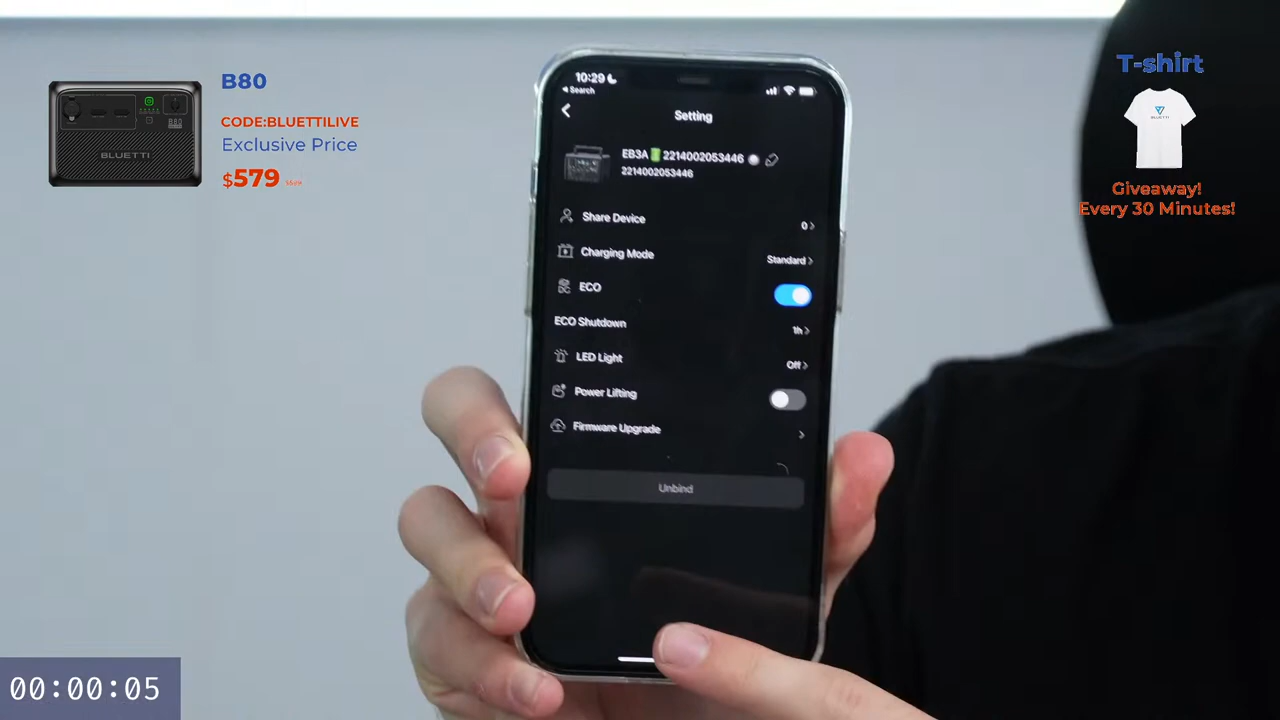 B80
CODE:BLUETTILIVE
Exclusive Price
$579
BLUETTI
B80
T-shirt
BLUETTI
Giveaway!
Every 30 Minutes!
10:29
Search
Setting
EB3A 2214002053446
2214002053446
Share Device 0
Charging Mode Standard
ECO
ECO Shutdown 1h
LED Light Off
Power Lifting
Firmware Upgrade
Unbind
00:00:05